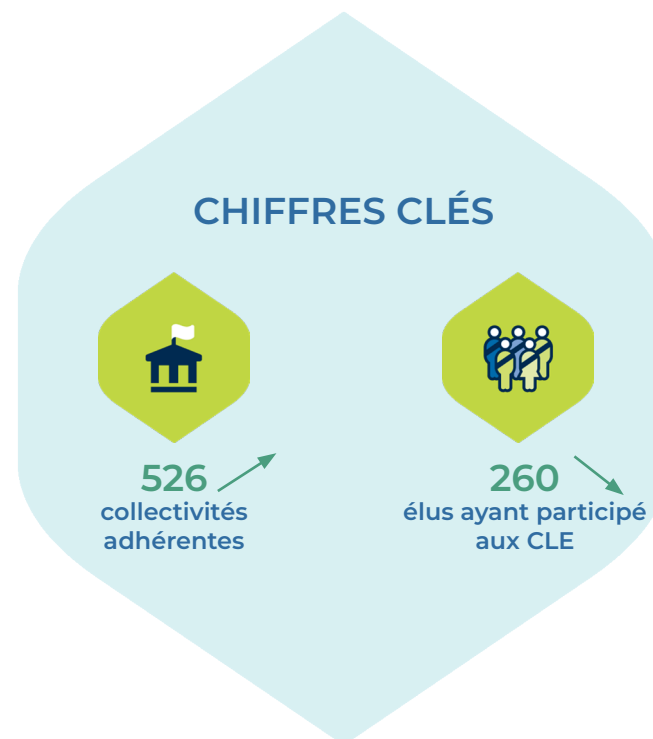 CHIFFRES CLÉS
526
collectivités
adhérentes
260
élus ayant participé
aux CLE